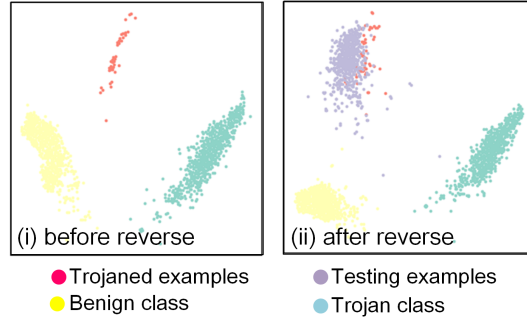 (i) before reverse
(ii) after reverse
Trojaned examples
Testing examples
Benign class
Trojan class